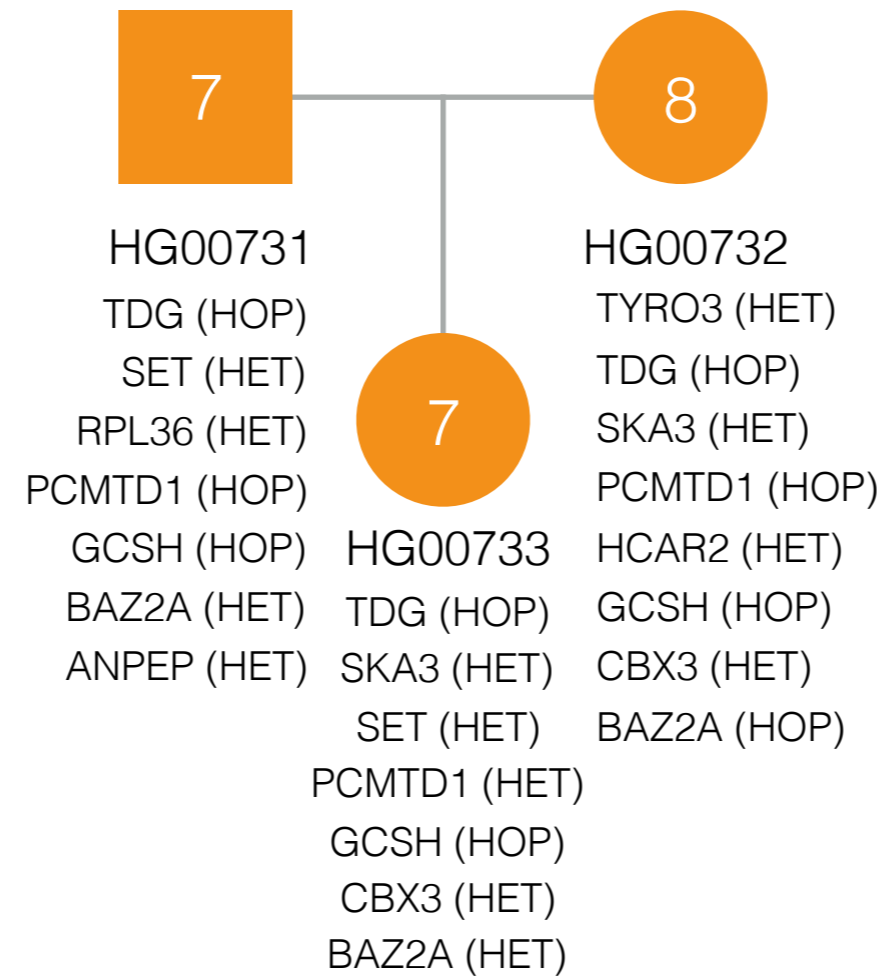 7
8
HG00731
TDG (HOP)
SET (HET)
RPL36 (HET)
PCMTD1 (HOP)
GCSH (HOP)
BAZ2A (HET)
ANPEP (HET)
HG00732
TYRO3 (HET)
TDG (HOP)
SKA3 (HET)
PCMTD1 (HOP)
HCAR2 (HET)
GCSH (HOP)
CBX3 (HET)
BAZ2A (HOP)
7
HG00733
TDG (HOP)
SKA3 (HET)
SET (HET)
PCMTD1 (HET)
GCSH (HOP)
CBX3 (HET)
BAZ2A (HET)